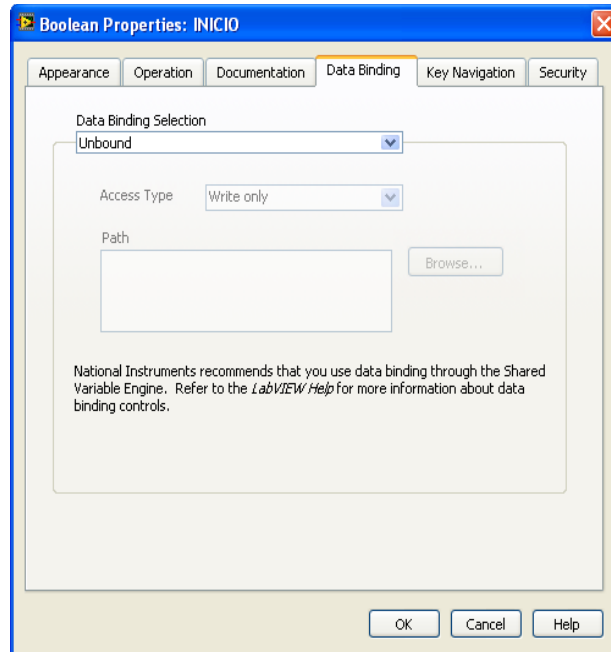 Boolean Properties: INICIO
Appearance Operation Documentation Data Binding Key Navigation Security
Data Binding Selection
Unbound
Access Type Write only
Path
Browse...
National Instruments recommends that you use data binding through the Shared
Variable Engine. Refer to the LabVIEW Help for more information about data
binding controls.
OK Cancel Help